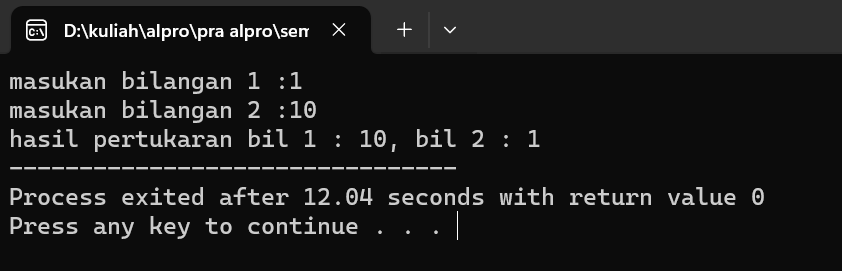 D:\kuliah\alpro\pra alpro\sem
masukan bilangan 1 :1
masukan bilangan 2 :10
hasil pertukaran bil 1 : 10, bil 2 : 1
--------------------------------
Process exited after 12.04 seconds with return value 0
Press any key to continue . . .